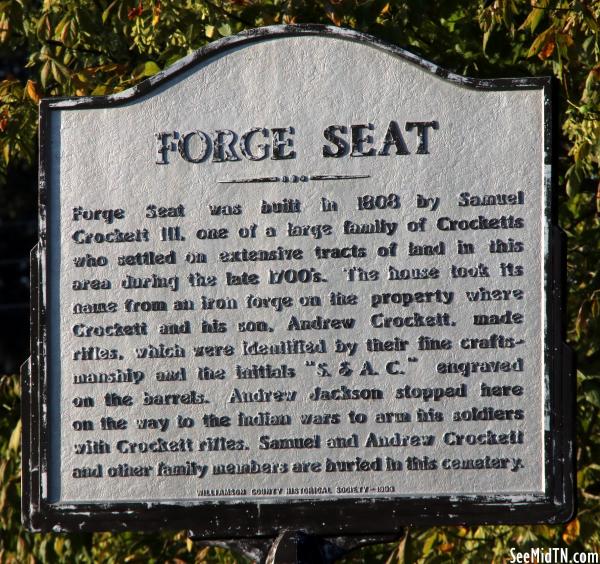 FORGE SEAT
Forge Seat was built in 1808 by Samuel
Crockett III, one of a large family of Crocketts
who settled on extensive tracts of land in this
area during the late 1700's. The house took its
name from an iron forge on the property where
Crockett and his son, Andrew Crockett, made
rifles, which were identified by their fine crafts-
manship and the initials "S. & A. C." engraved
on the barrels. Andrew Jackson stopped here
on the way to the Indian wars to arm his soldiers
with Crockett rifles. Samuel and Andrew Crockett
and other family members are buried in this cematery.
WILLIAMSON COUNTY HISTORICAL SOCIETY—
SeeMidTN.com